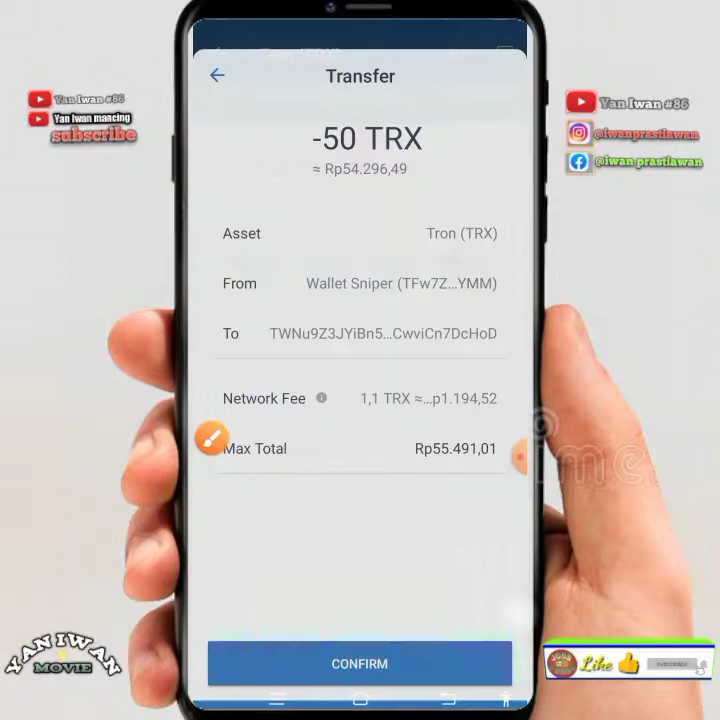 Transfer
-50 TRX
≈ Rp54.296,49
Asset Tron (TRX)
From Wallet Sniper (TFw7Z...YMM)
To TWNu9Z3JYiBn5...CwviCn7DcHoD
Network Fee 1,1 TRX ≈...p1.194,52
Max Total Rp55.491,01
CONFIRM
Yan Iwan #86
Yan Iwan mancing
subscribe
Yan Iwan #86
@iwanprastiawan
@iwan prastiawan
YAN IWAN
MOVIE
Like